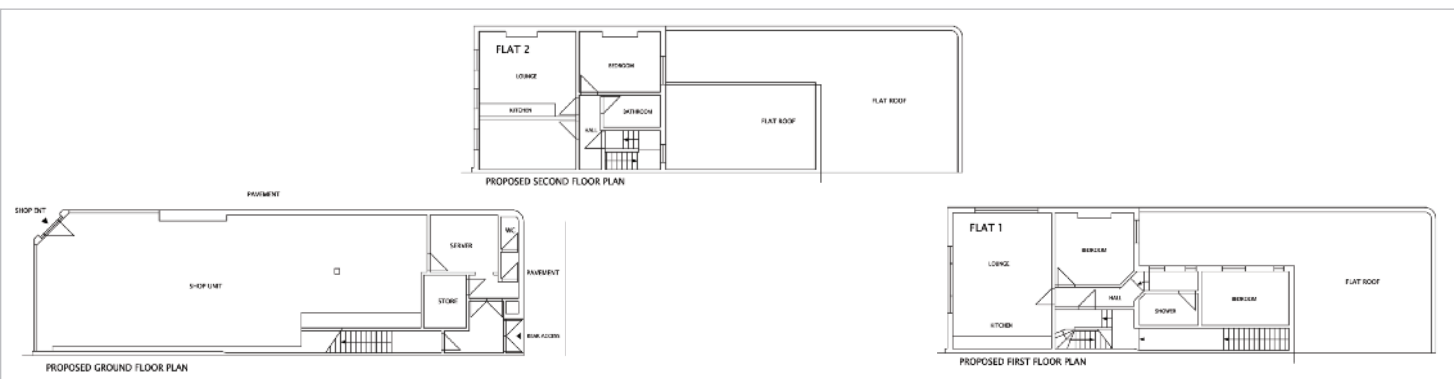 FLAT 2
LOUNGE
BEDROOM
KITCHEN
BATHROOM
HALL
FLAT ROOF
FLAT ROOF
PROPOSED SECOND FLOOR PLAN
PAVEMENT
SHOP ENT
SERVER
WC
PAVEMENT
SHOP UNIT
STORE
REAR ACCESS
PROPOSED GROUND FLOOR PLAN
FLAT 1
LOUNGE
BEDROOM
HALL
BEDROOM
SHOWER
FLAT ROOF
KITCHEN
PROPOSED FIRST FLOOR PLAN